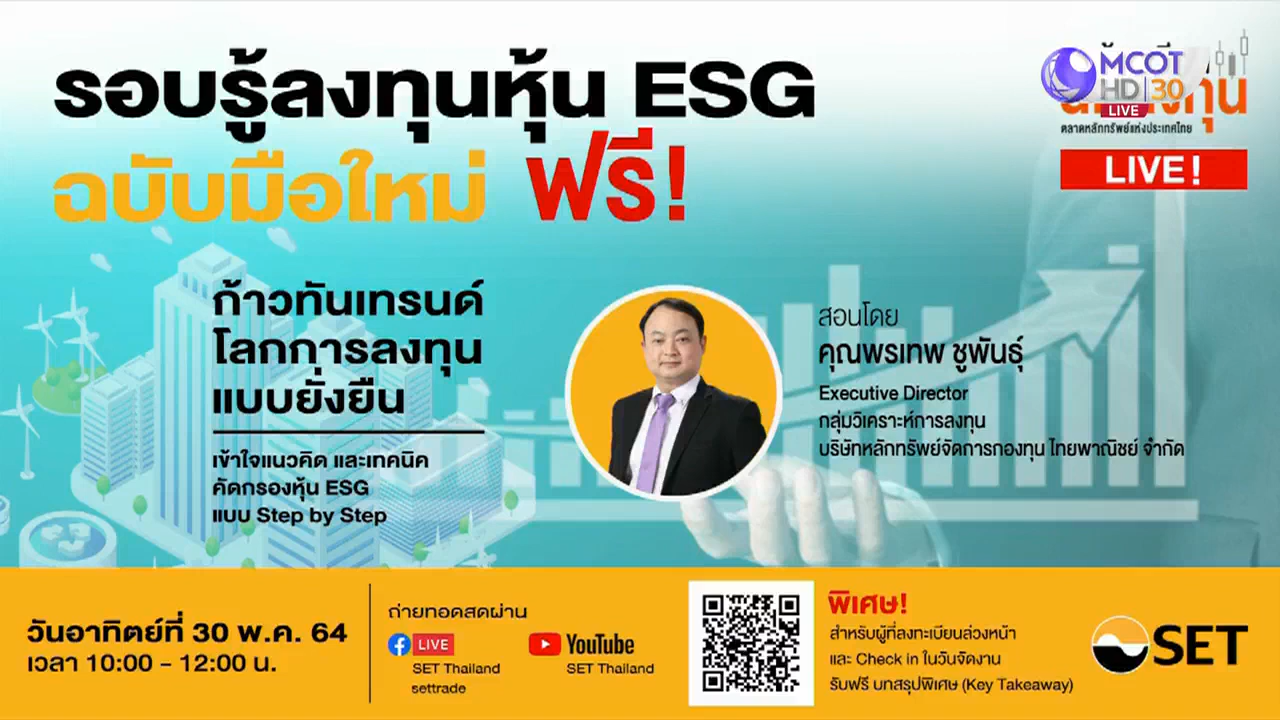 รอบรู้ลงทุนหุ้น ESG
ฉบับมือใหม่ ฟรี!
MCOT
HD 30
LIVE
ตลาดหลักทรัพย์แห่งประเทศไทย
LIVE!
ก้าวทันเทรนด์
โลกการลงทุน
แบบยั่งยืน
เข้าใจแนวคิด และเทคนิค
คัดกรองหุ้น ESG
แบบ Step by Step
สอนโดย
คุณพรเทพ ชูพันธุ์
Executive Director
กลุ่มวิเคราะห์การลงทุน
บริษัทหลักทรัพย์จัดการกองทุน ไทยพาณิชย์ จำกัด
วันอาทิตย์ที่ 30 พ.ค. 64
เวลา 10:00 - 12:00 น.
ถ่ายทอดสดผ่าน
LIVE
SET Thailand
settrade
YouTube
SET Thailand
พิเศษ!
สำหรับผู้ที่ลงทะเบียนล่วงหน้า
และ Check in ในวันจัดงาน
รับฟรี บทสรุปพิเศษ (Key Takeaway)
SET